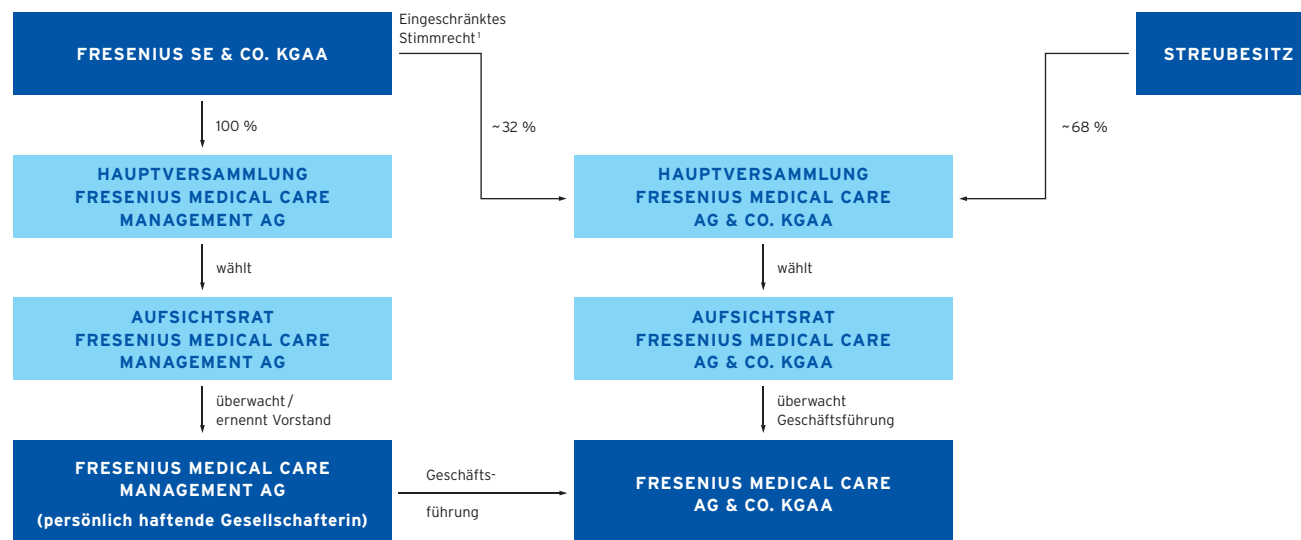 Eingeschränktes
Stimmrecht¹
FRESENIUS SE & CO. KGAA
STREUBESITZ
100 %
~32 %
~68 %
HAUPTVERSAMMLUNG
FRESENIUS MEDICAL CARE
MANAGEMENT AG
HAUPTVERSAMMLUNG
FRESENIUS MEDICAL CARE
AG & CO. KGAA
wählt
wählt
AUFSICHTSRAT
FRESENIUS MEDICAL CARE
MANAGEMENT AG
AUFSICHTSRAT
FRESENIUS MEDICAL CARE
AG & CO. KGAA
überwacht /
ernennt Vorstand
überwacht
Geschäftsführung
FRESENIUS MEDICAL CARE
MANAGEMENT AG
(persönlich haftende Gesellschafterin)
Geschäfts-
führung
FRESENIUS MEDICAL CARE
AG & CO. KGAA